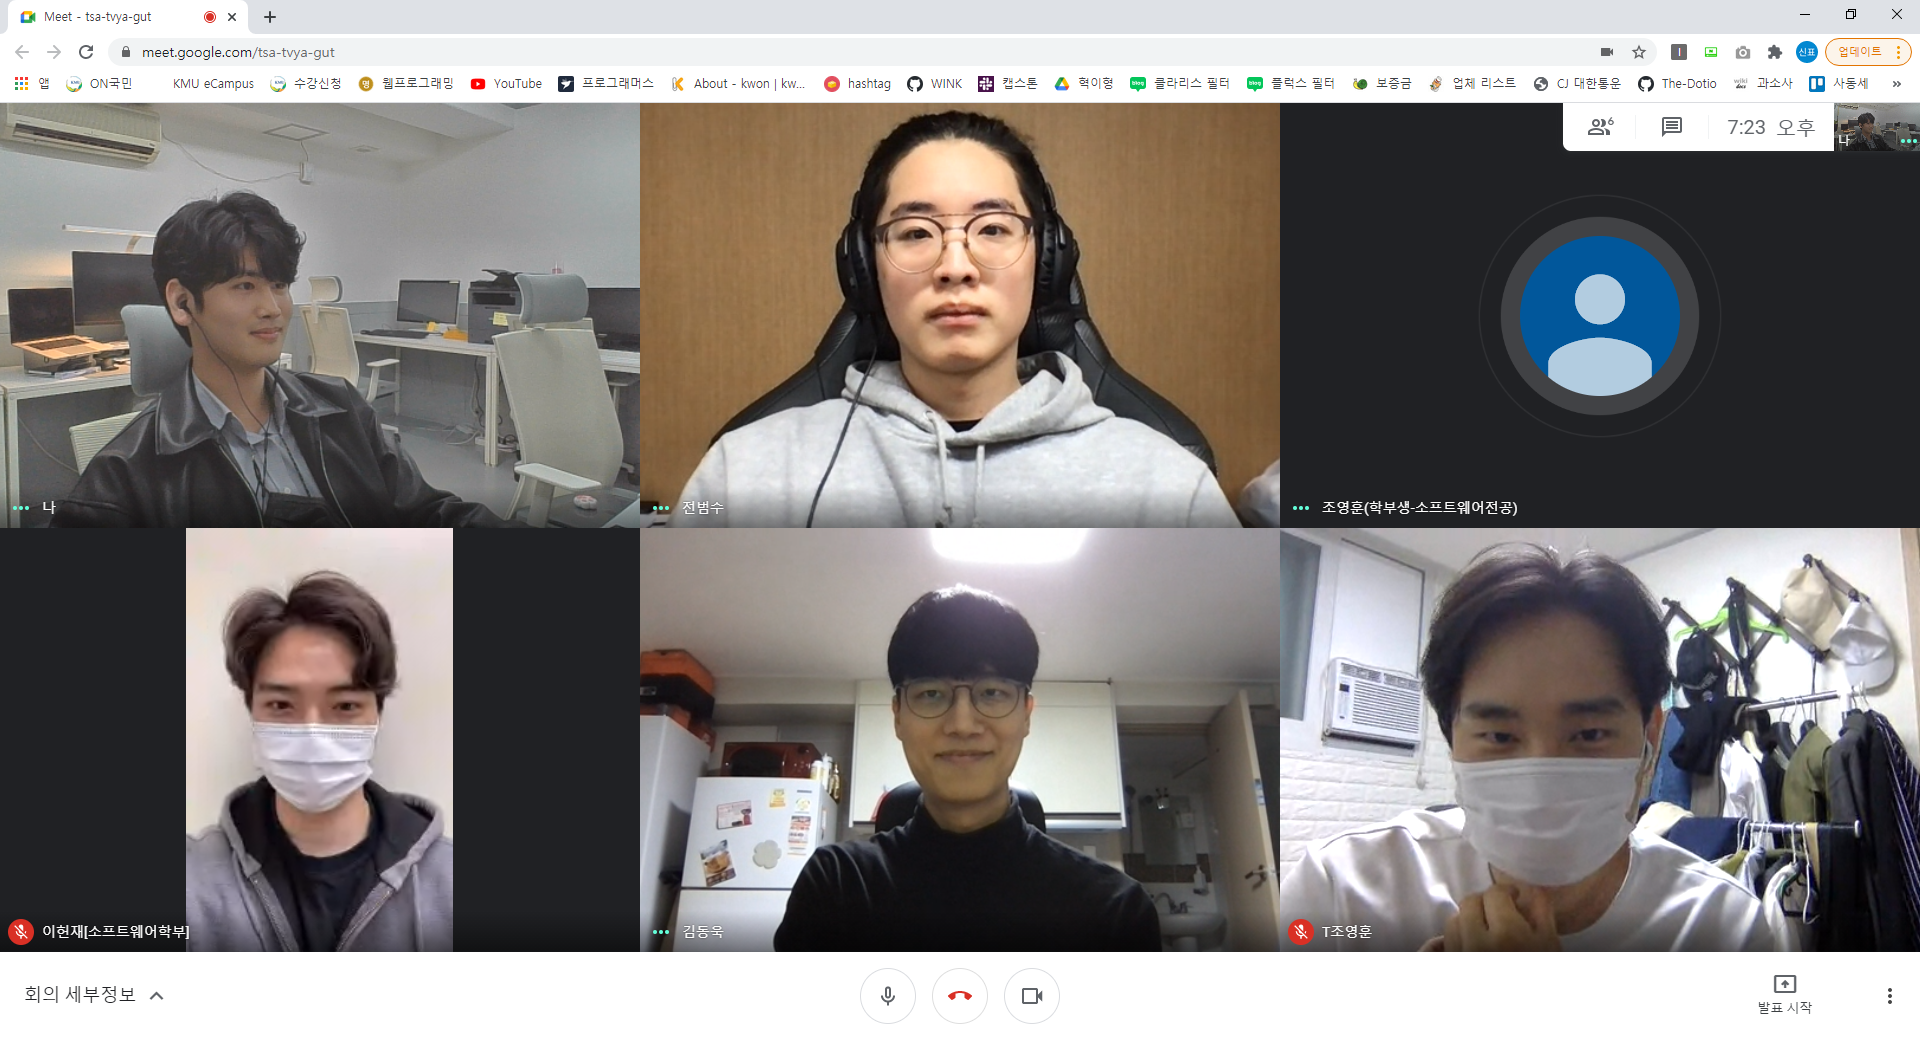 Meet - tsa-tvya-gut
meet.google.com/tsa-tvya-gut
신표
업데이트
앱
ON국민
KMU eCampus
수강신청
웹프로그래밍
YouTube
프로그래머스
About - kwon | kw...
hashtag
WINK
캡스톤
혁이형
클라리스 필터
플럭스 필터
보증금
업체 리스트
CJ 대한통운
The-Dotio
과소사
사동세
6
7:23 오후
나
나
전범수
조영훈(학부생-소프트웨어전공)
이헌재[소프트웨어학부]
김동욱
T조영훈
회의 세부정보
발표 시작